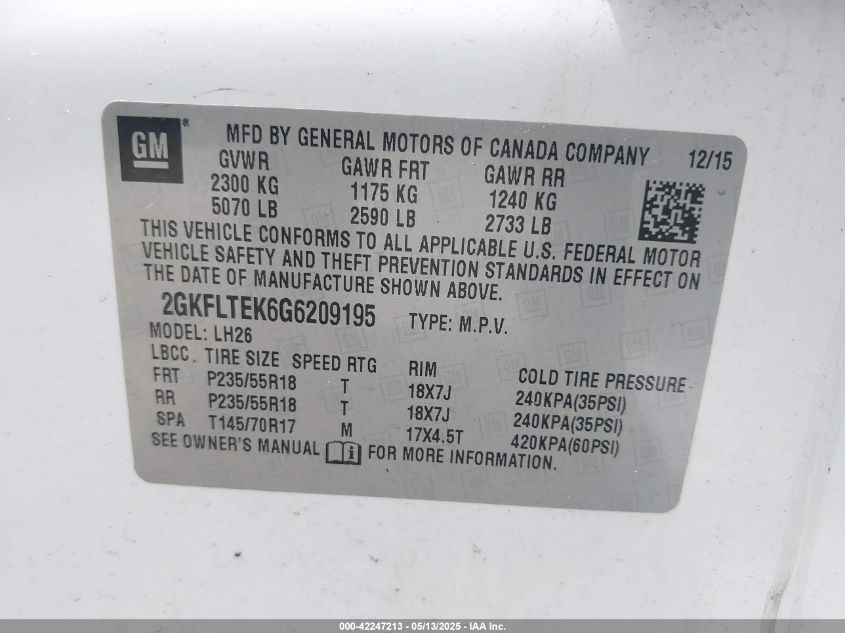 GM ®
MFD BY GENERAL MOTORS OF CANADA COMPANY 12/15
GVWR GAWR FRT GAWR RR
2300 KG 1175 KG 1240 KG
5070 LB 2590 LB 2733 LB
THIS VEHICLE CONFORMS TO ALL APPLICABLE U.S. FEDERAL MOTOR
VEHICLE SAFETY AND THEFT PREVENTION STANDARDS IN EFFECT ON
THE DATE OF MANUFACTURE SHOWN ABOVE.
2GKFLTEK6G6209195 TYPE: M.P.V.
MODEL: LH26
LBCC. TIRE SIZE SPEED RTG RIM COLD TIRE PRESSURE
FRT P235/55R18 T 18X7J 240KPA(35PSI)
RR P235/55R18 T 18X7J 240KPA(35PSI)
SPA T145/70R17 M 17X4.5T 420KPA(60PSI)
SEE OWNER'S MANUAL i FOR MORE INFORMATION.
000-42247213 - 05/13/2025 - IAA Inc.